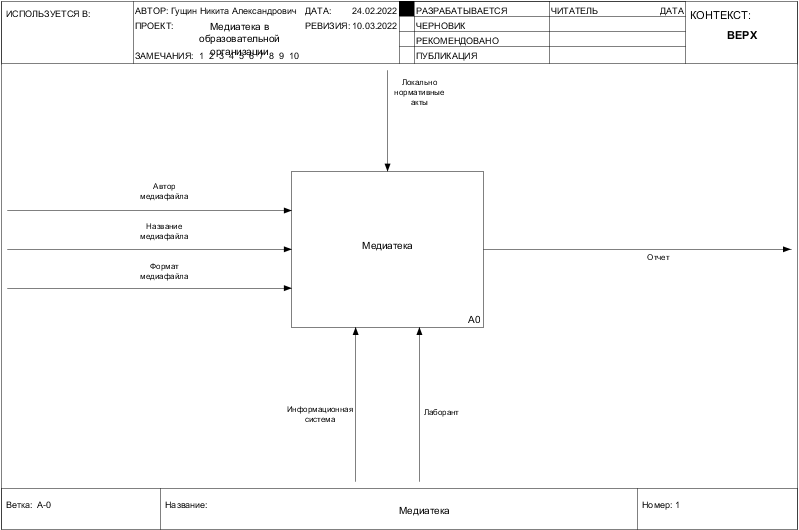 ИСПОЛЬЗУЕТСЯ В:
АВТОР: Гущин Никита Александрович
ДАТА: 24.02.2022
ПРОЕКТ: Медиатека в
образовательной
организации
РЕВИЗИЯ: 10.03.2022
ЗАМЕЧАНИЯ: 1 2 3 4 5 6 7 8 9 10
РАЗРАБАТЫВАЕТСЯ
ЧЕРНОВИК
РЕКОМЕНДОВАНО
ПУБЛИКАЦИЯ
ЧИТАТЕЛЬ ДАТА
КОНТЕКСТ:
ВЕРХ
Локально
нормативные
акты
Автор
медиафайла
Название
медиафайла
Формат
медиафайла
Медиатека
A0
Отчет
Информационная
система
Лаборант
Ветка: A-0
Название:
Медиатека
Номер: 1